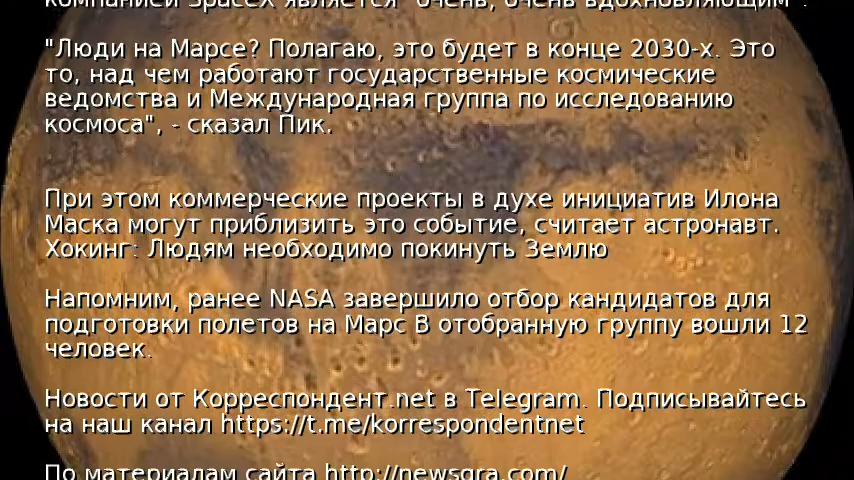 компанией SpaceX является "очень, очень вдохновляющим".
"Люди на Марсе? Полагаю, это будет в конце 2030-х. Это
то, над чем работают государственные космические
ведомства и Международная группа по исследованию
космоса", - сказал Пик.
При этом коммерческие проекты в духе инициатив Илона
Маска могут приблизить это событие, считает астронавт.
Хокинг: Людям необходимо покинуть Землю
Напомним, ранее NASA завершило отбор кандидатов для
подготовки полетов на Марс В отобранную группу вошли 12
человек.
Новости от Корреспондент.net в Telegram. Подписывайтесь
на наш канал https://t.me/korrespondentnet
По материалам сайта http://newsgra.com/